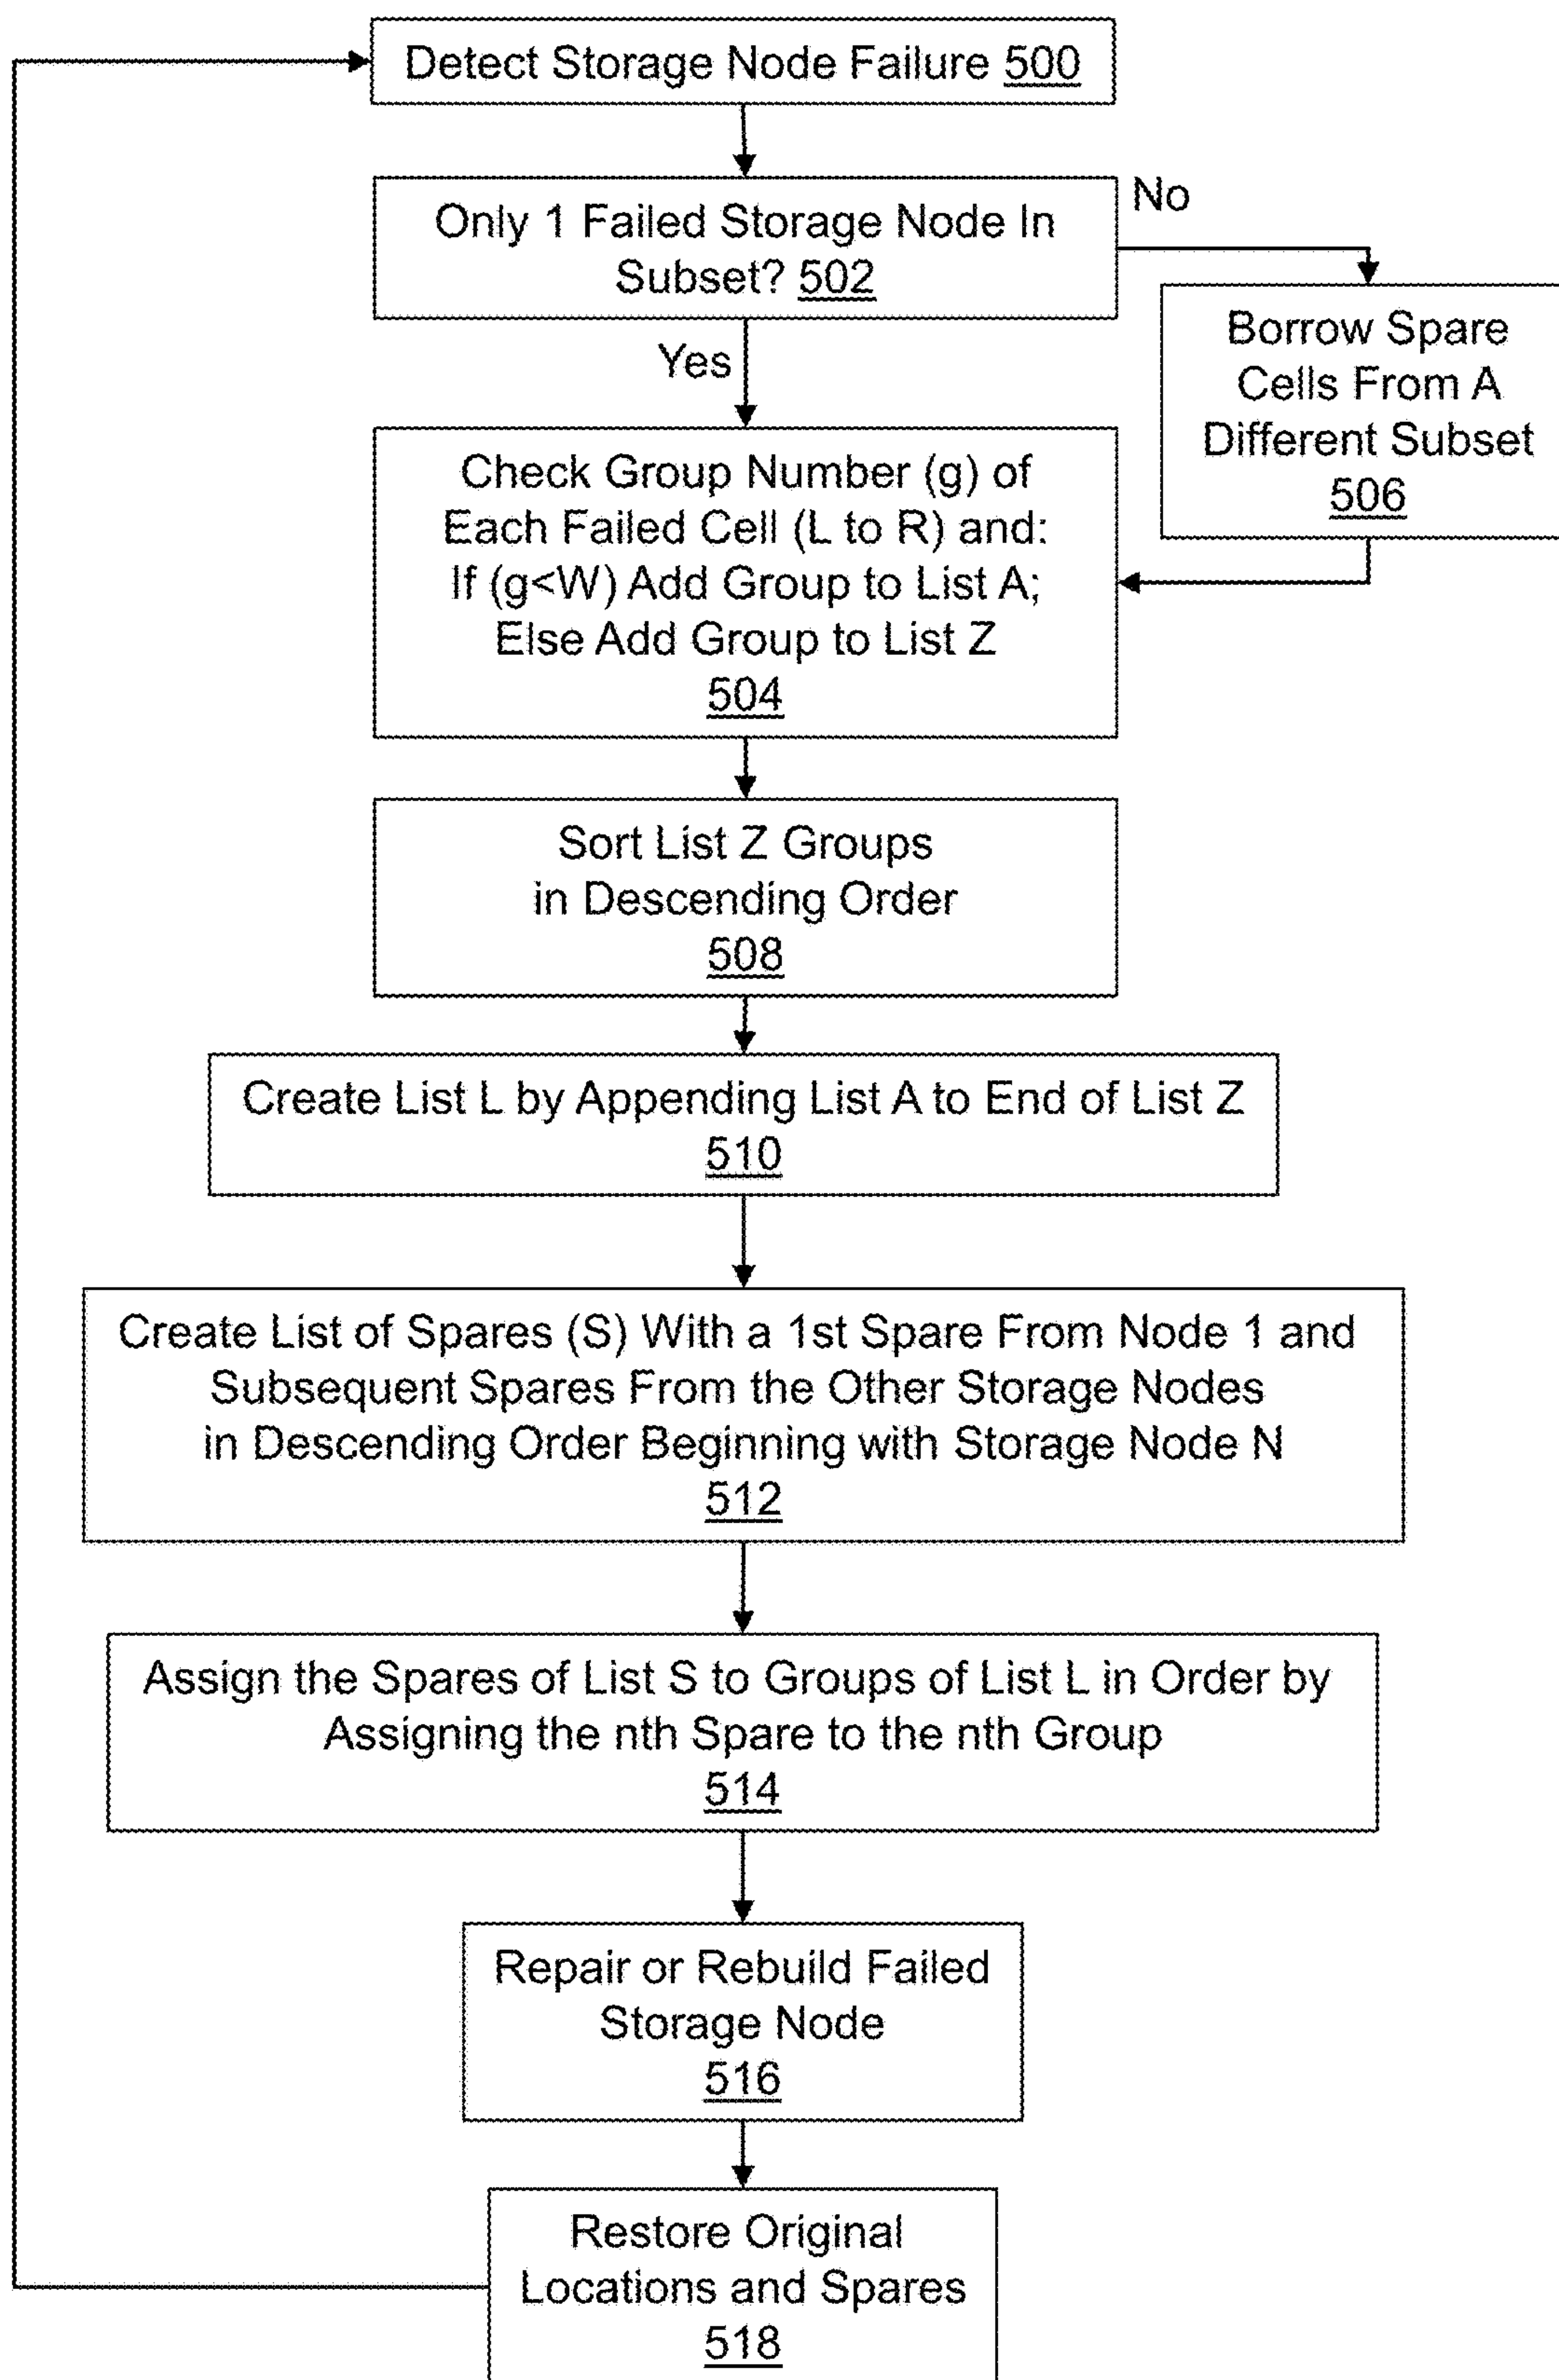 Detect Storage Node Failure 500
Only 1 Failed Storage Node In
Subset? 502
No
Yes
Borrow Spare
Cells From A
Different Subset
506
Check Group Number (g) of
Each Failed Cell (L to R) and:
If (g<W) Add Group to List A;
Else Add Group to List Z
504
Sort List Z Groups
in Descending Order
508
Create List L by Appending List A to End of List Z
510
Create List of Spares (S) With a 1st Spare From Node 1 and
Subsequent Spares From the Other Storage Nodes
in Descending Order Beginning with Storage Node N
512
Assign the Spares of List S to Groups of List L in Order by
Assigning the nth Spare to the nth Group
514
Repair or Rebuild Failed
Storage Node
516
Restore Original
Locations and Spares
518